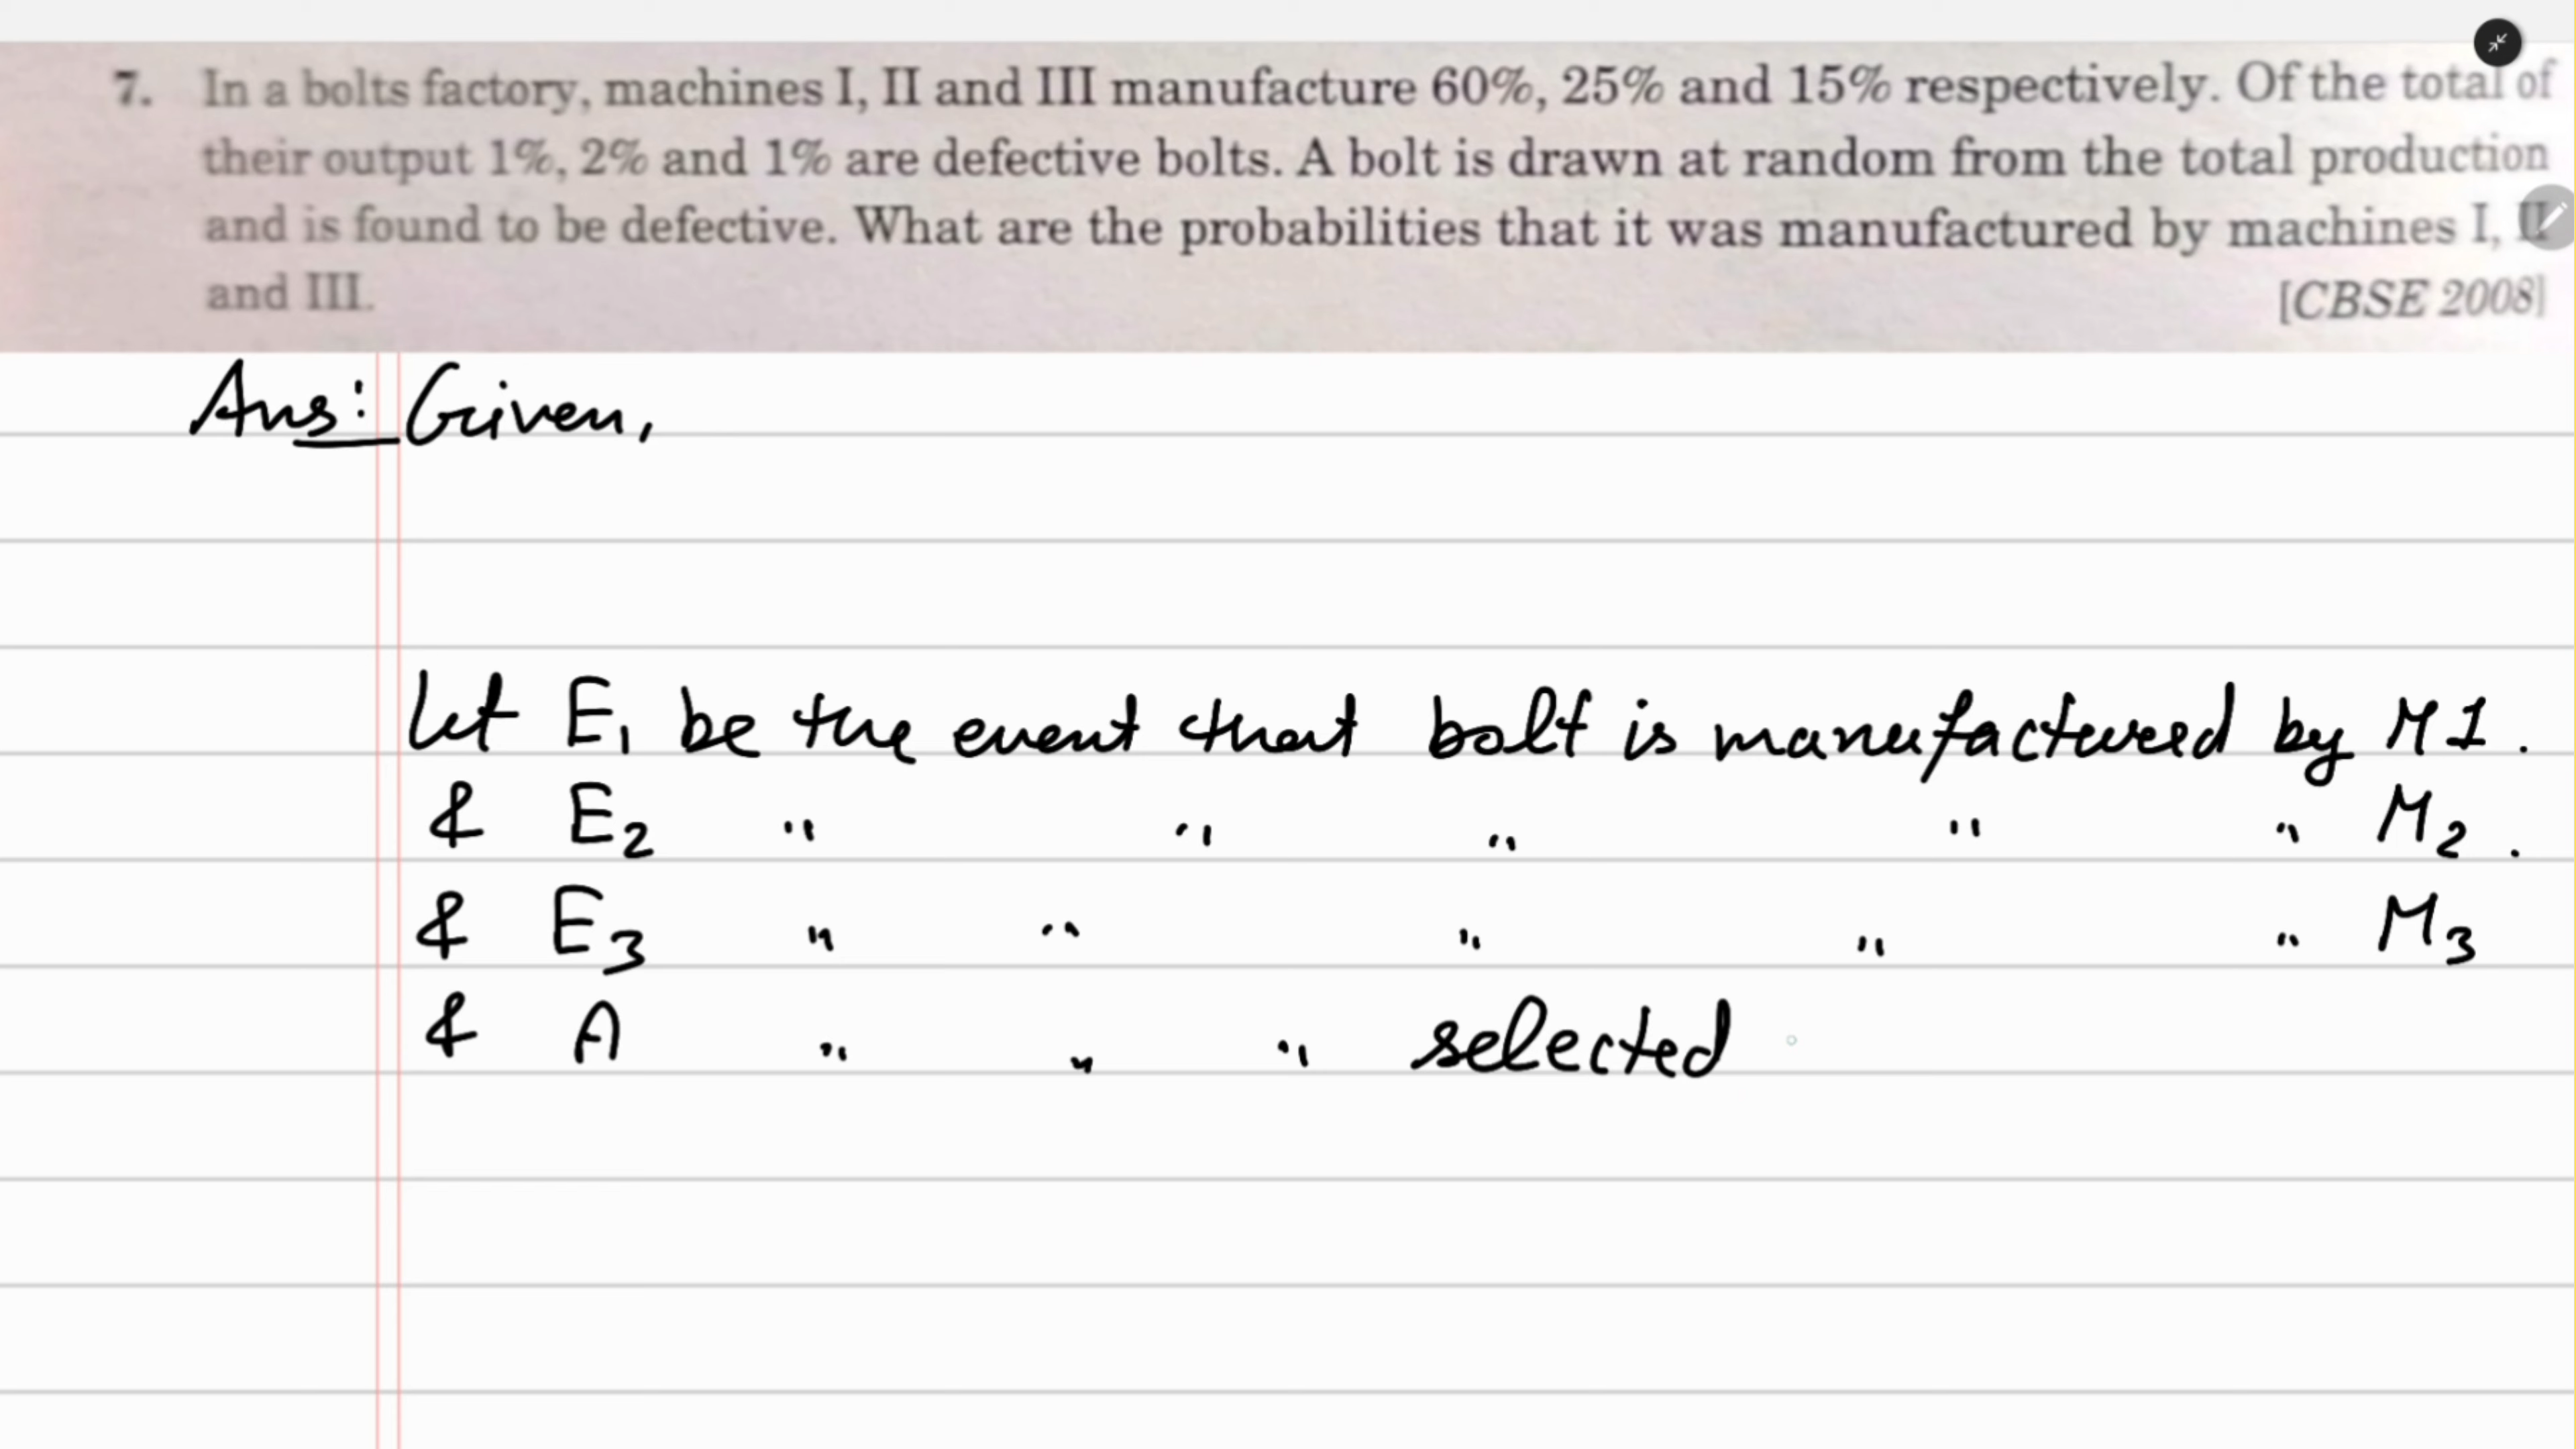 7. In a bolts factory, machines I, II and III manufacture 60%, 25% and 15% respectively. Of the total of
their output 1%, 2% and 1% are defective bolts. A bolt is drawn at random from the total production
and is found to be defective. What are the probabilities that it was manufactured by machines I, II
and III. [CBSE 2008]
Ans: Given,
Let E₁ be the event that bolt is manufactured by M1.
& E₂ " " " " " M₂.
& E₃ " " " " " M₃
& A " " " selected